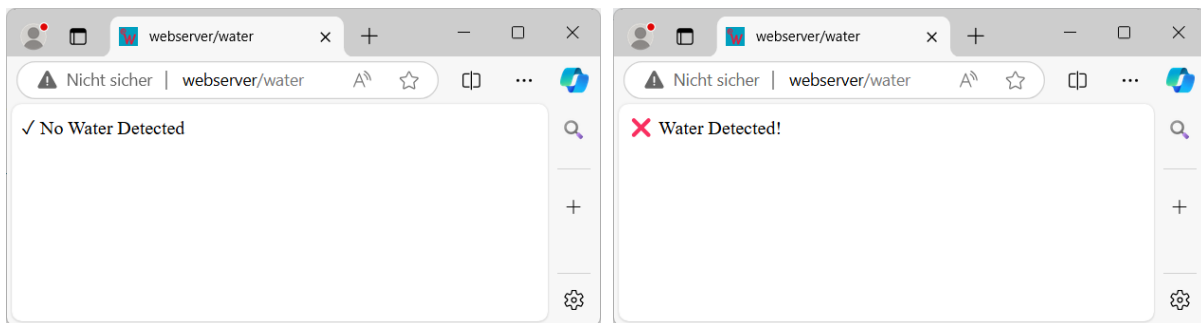 webserver/water
Nicht sicher | webserver/water
✓ No Water Detected
webserver/water
Nicht sicher | webserver/water
❌ Water Detected!